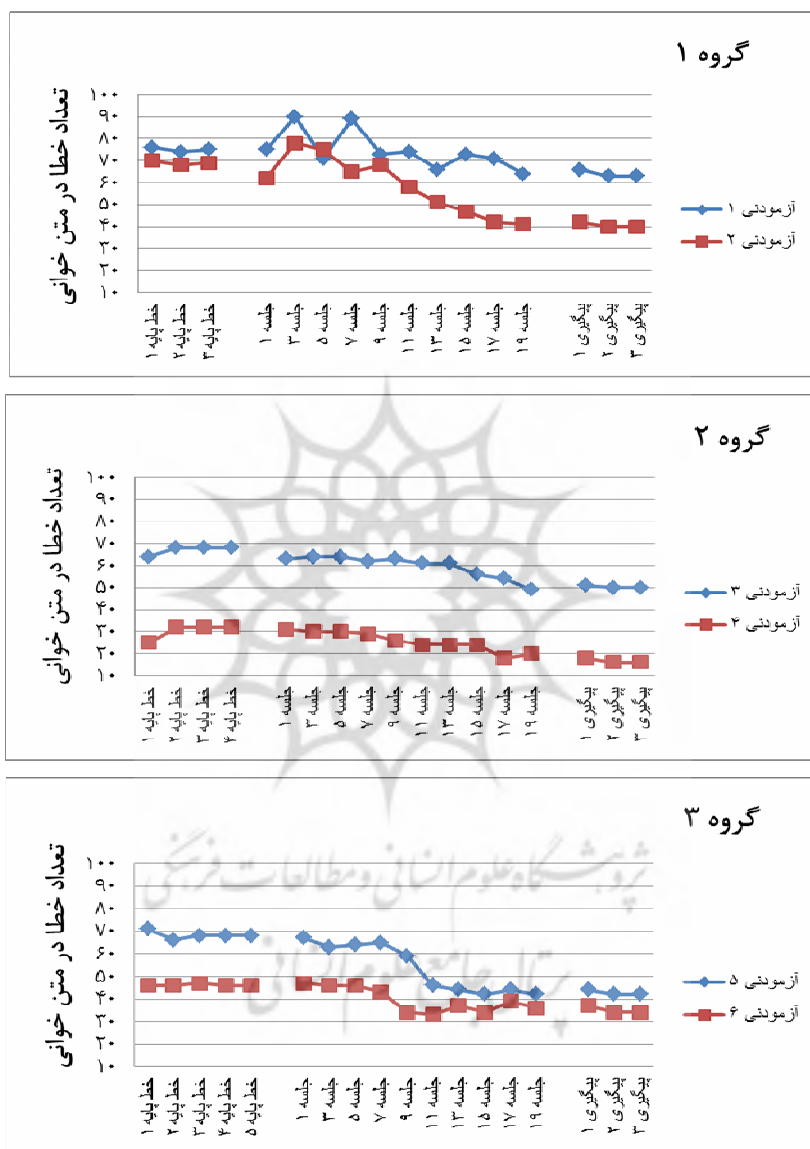 گروه ۱
تعداد خطا در متن خوانی
۱۰۰
۹۰
۸۰
۷۰
۶۰
۵۰
۴۰
۳۰
۲۰
۱۰
خط پایه ۱
خط پایه ۲
خط پایه ۳
جلسه ۱
جلسه ۳
جلسه ۵
جلسه ۷
جلسه ۹
جلسه ۱۱
جلسه ۱۳
جلسه ۱۵
جلسه ۱۷
جلسه ۱۹
پیگیری ۱
پیگیری ۲
پیگیری ۳
آزمودنی ۱
آزمودنی ۲
گروه ۲
تعداد خطا در متن خوانی
۱۰۰
۹۰
۸۰
۷۰
۶۰
۵۰
۴۰
۳۰
۲۰
۱۰
خط پایه ۱
خط پایه ۲
خط پایه ۳
خط پایه ۴
جلسه ۱
جلسه ۳
جلسه ۵
جلسه ۷
جلسه ۹
جلسه ۱۱
جلسه ۱۳
جلسه ۱۵
جلسه ۱۷
جلسه ۱۹
پیگیری ۱
پیگیری ۲
پیگیری ۳
آزمودنی ۳
آزمودنی ۴
گروه ۳
تعداد خطا در متن خوانی
۱۰۰
۹۰
۸۰
۷۰
۶۰
۵۰
۴۰
۳۰
۲۰
۱۰
خط پایه ۱
خط پایه ۲
خط پایه ۳
خط پایه ۴
خط پایه ۵
جلسه ۱
جلسه ۳
جلسه ۵
جلسه ۷
جلسه ۹
جلسه ۱۱
جلسه ۱۳
جلسه ۱۵
جلسه ۱۷
جلسه ۱۹
پیگیری ۱
پیگیری ۲
پیگیری ۳
آزمودنی ۵
آزمودنی ۶
پژوهشگاه علوم انسانی و مطالعات فرهنگی
پرتال جامع علوم انسانی